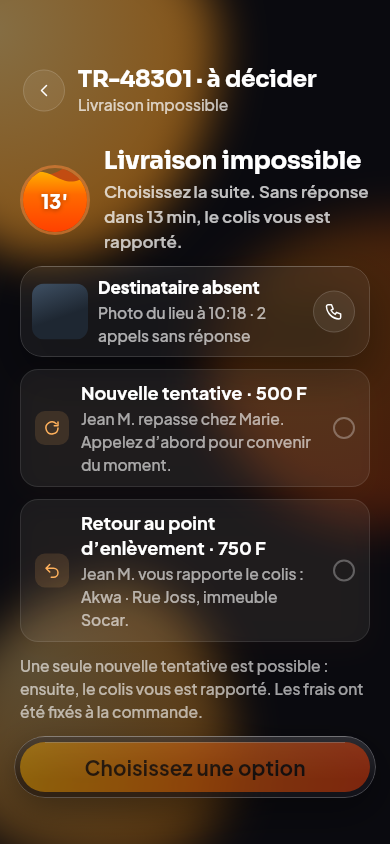 TR-48301 · à décider
Livraison impossible
Livraison impossible
13'
Choisissez la suite. Sans réponse
dans 13 min, le colis vous est
rapporté.
Destinataire absent
Photo du lieu à 10:18 · 2
appels sans réponse
Nouvelle tentative · 500 F
Jean M. repasse chez Marie.
Appelez d’abord pour convenir
du moment.
Retour au point
d’enlèvement · 750 F
Jean M. vous rapporte le colis :
Akwa · Rue Joss, immeuble
Socar.
Une seule nouvelle tentative est possible :
ensuite, le colis vous est rapporté. Les frais ont
été fixés à la commande.
Choisissez une option